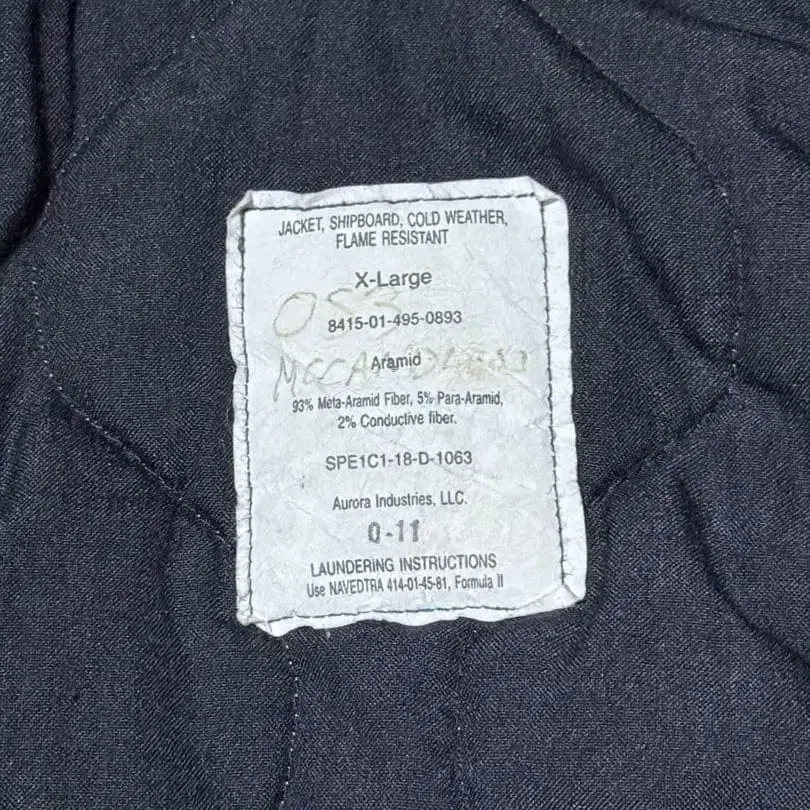 JACKET, SHIPBOARD, COLD WEATHER,
FLAME RESISTANT
X-Large
OS3
8415-01-495-0893
Aramid
93% Meta-Aramid Fiber, 5% Para-Aramid,
2% Conductive fiber.
SPE1C1-18-D-1063
Aurora Industries, LLC.
0-11
LAUNDERING INSTRUCTIONS
Use NAVEDTRA 414-01-45-81, Formula II